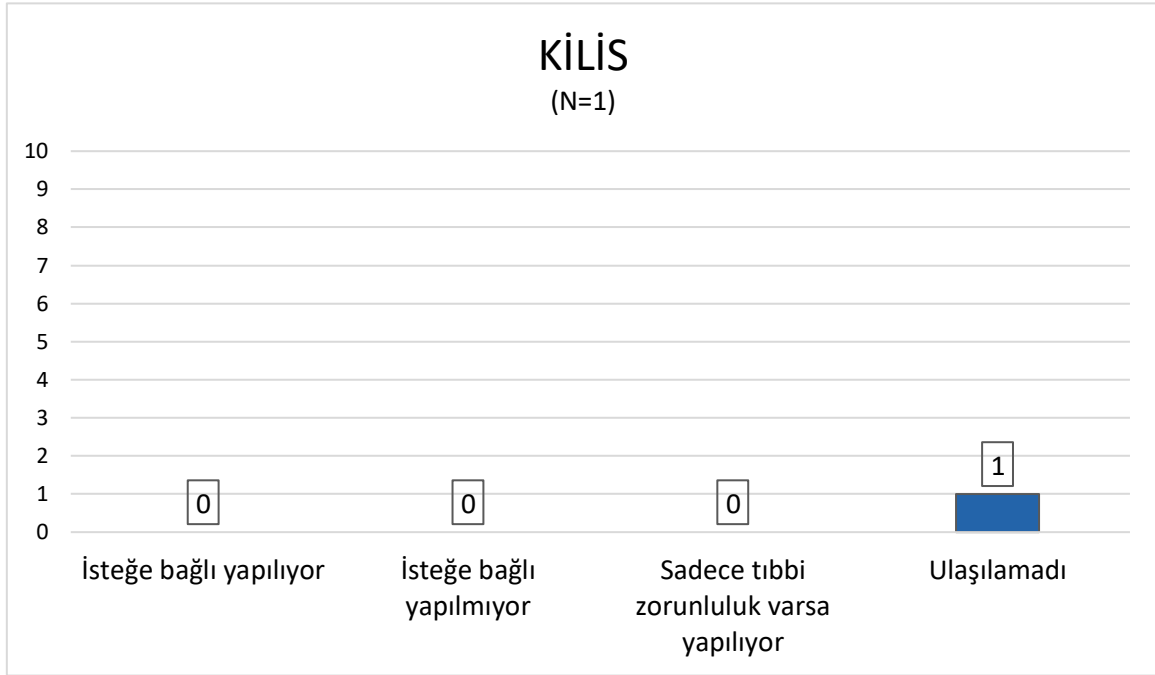 KİLİS
(N=1)
10
9
8
7
6
5
4
3
2
1
0
0
0
0
1
İsteğe bağlı yapılıyor
İsteğe bağlı
yapılmıyor
Sadece tıbbi
zorunluluk varsa
yapılıyor
Ulaşılamadı